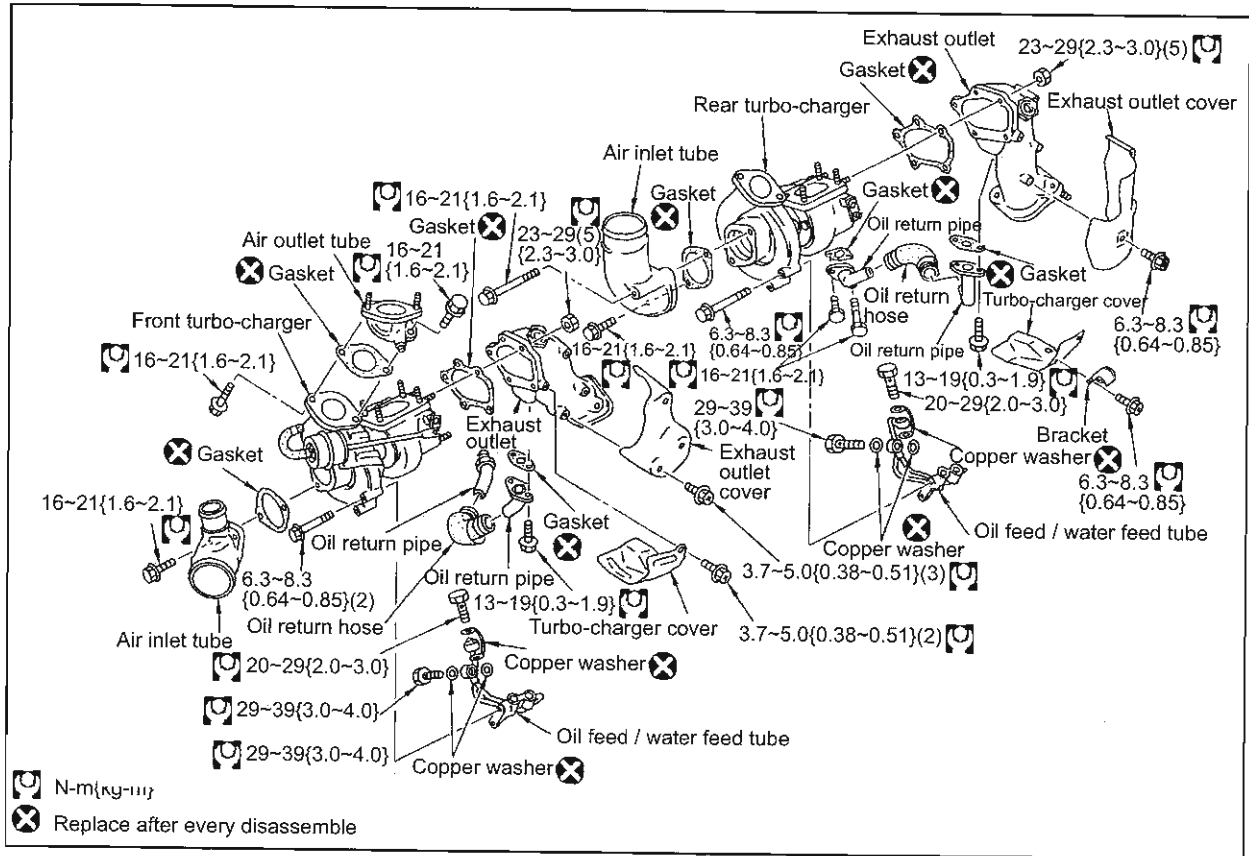 Exhaust outlet
23~29{2.3~3.0}(5)
Gasket
Exhaust outlet cover
Rear turbo-charger
Air inlet tube
Gasket
Gasket
Oil return pipe
16~21{1.6~2.1}
Gasket
23~29(5)
{2.3~3.0}
Air outlet tube
16~21
{1.6~2.1}
Gasket
Gasket
Oil return
hose
Turbo-charger cover
Front turbo-charger
6.3~8.3
{0.64~0.85}
Oil return pipe
6.3~8.3
{0.64~0.85}
16~21{1.6~2.1}
16~21{1.6~2.1}
16~21{1.6~2.1}
13~19{0.3~1.9}
20~29{2.0~3.0}
29~39
{3.0~4.0}
Exhaust
outlet
Bracket
Gasket
Exhaust
outlet
cover
Copper washer
6.3~8.3
{0.64~0.85}
16~21{1.6~2.1}
Oil return pipe
Gasket
Oil feed / water feed tube
Copper washer
6.3~8.3
{0.64~0.85}(2)
Oil return pipe
3.7~5.0{0.38~0.51}(3)
Air inlet tube
Oil return hose
13~19{0.3~1.9}
Turbo-charger cover
3.7~5.0{0.38~0.51}(2)
20~29{2.0~3.0}
Copper washer
29~39{3.0~4.0}
Oil feed / water feed tube
29~39{3.0~4.0}
Copper washer
N-m{kg-m}
Replace after every disassemble